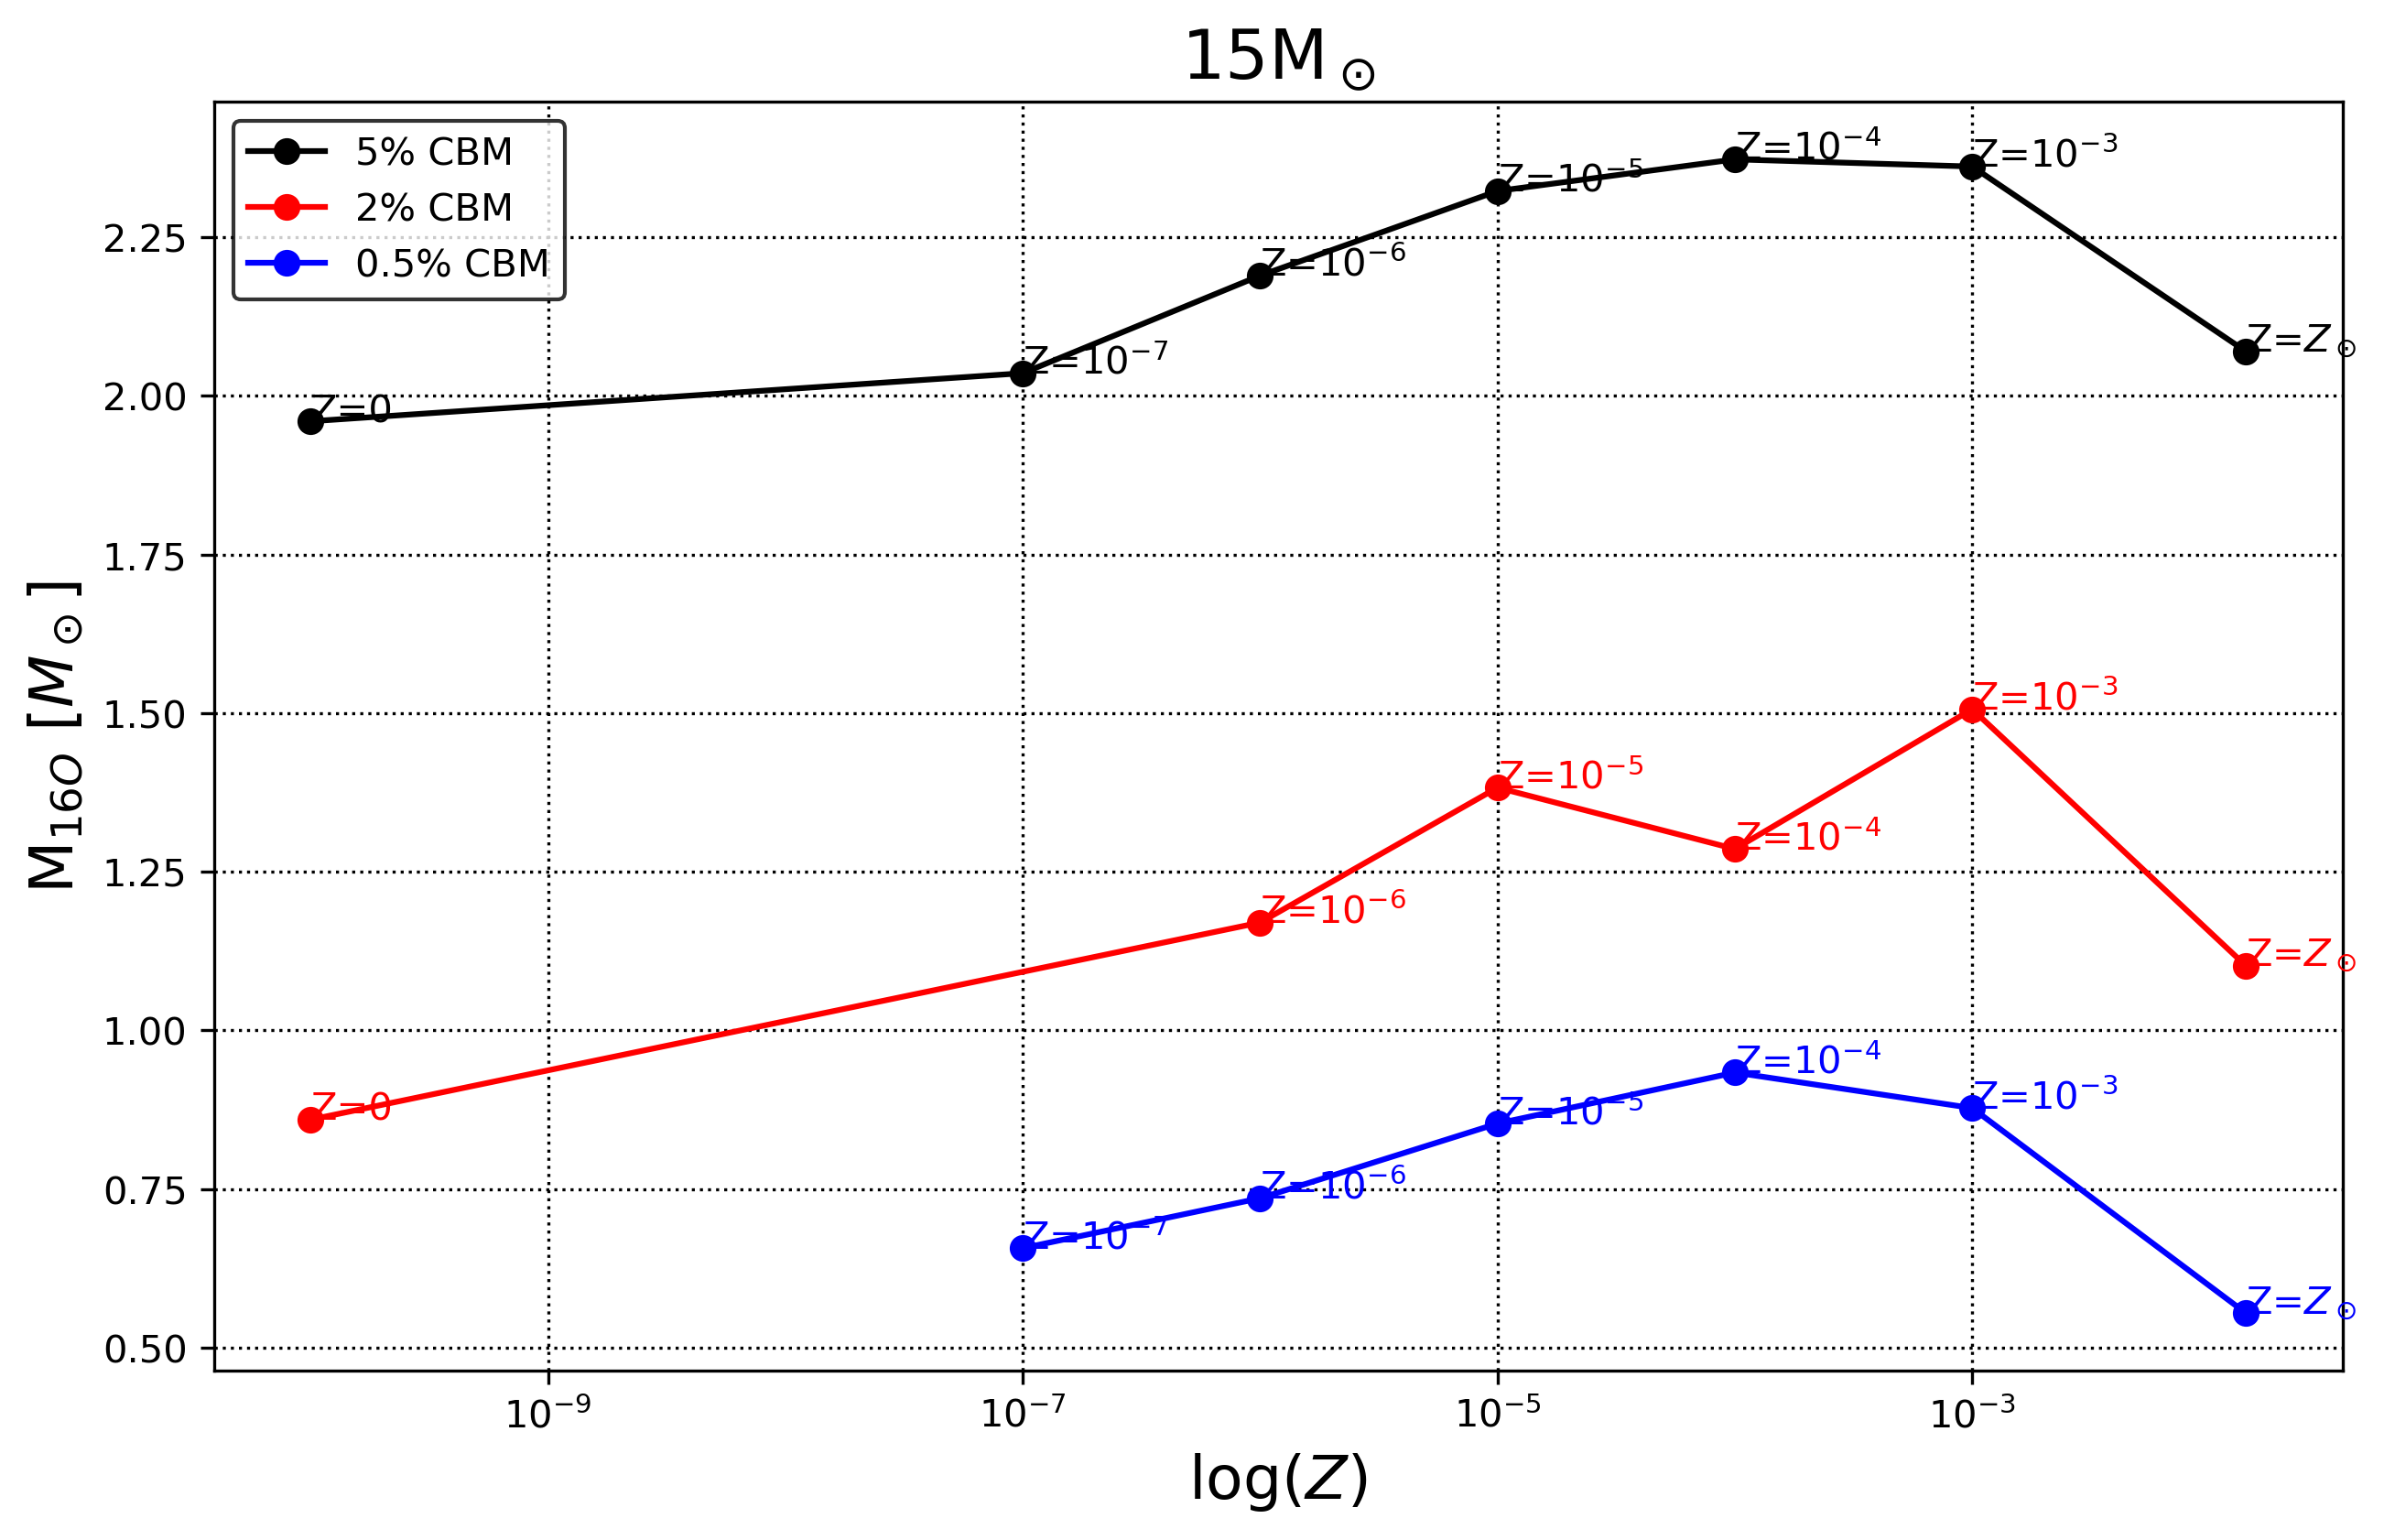 15M⊙
5% CBM
2% CBM
0.5% CBM
M₁₆O [M⊙]
2.25
2.00
1.75
1.50
1.25
1.00
0.75
0.50
Z=0
Z=10⁻⁷
Z=10⁻⁶
Z=10⁻⁵
Z=10⁻⁴
Z=10⁻³
Z=Z⊙
Z=0
Z=10⁻⁶
Z=10⁻⁵
Z=10⁻⁴
Z=10⁻³
Z=Z⊙
Z=10⁻⁷
Z=10⁻⁶
Z=10⁻⁵
Z=10⁻⁴
Z=10⁻³
Z=Z⊙
10⁻⁹
10⁻⁷
10⁻⁵
10⁻³
log(Z)